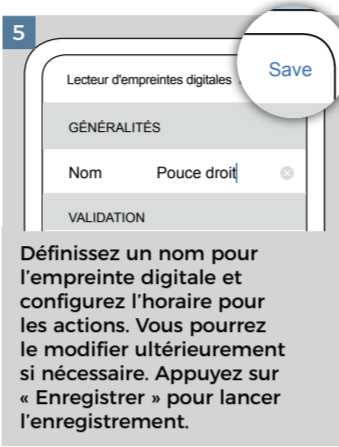 5
Lecteur d'empreintes digitales
Save
GÉNÉRALITÉS
Nom Pouce droit
VALIDATION
Définissez un nom pour
l'empreinte digitale et
configurez l'horaire pour
les actions. Vous pourrez
le modifier ultérieurement
si nécessaire. Appuyez sur
« Enregistrer » pour lancer
l'enregistrement.